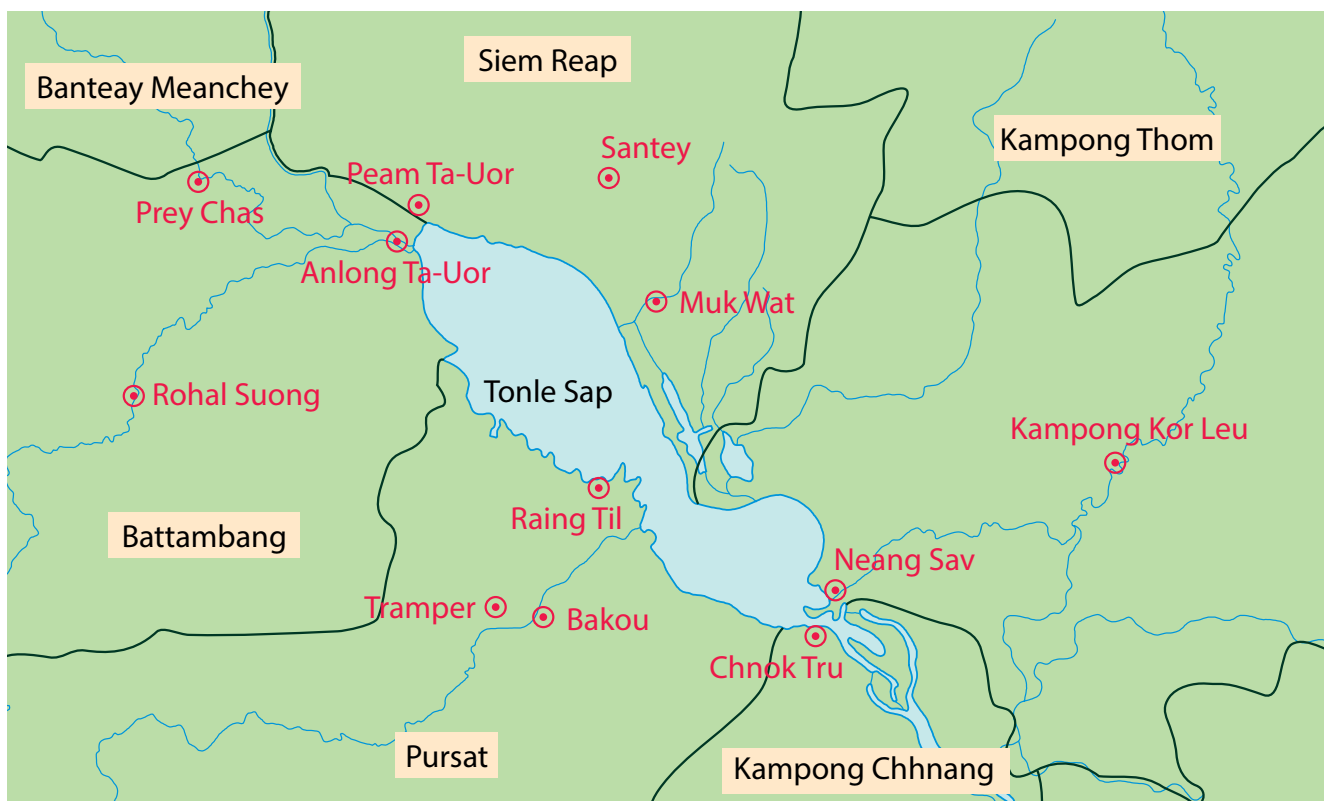 Siem Reap
Banteay Meanchey
Kampong Thom
Santey
Peam Ta-Uor
Prey Chas
Anlong Ta-Uor
Muk Wat
Rohal Suong
Tonle Sap
Kampong Kor Leu
Raing Til
Battambang
Neang Sav
Tramper
Bakou
Chnok Tru
Pursat
Kampong Chhnang